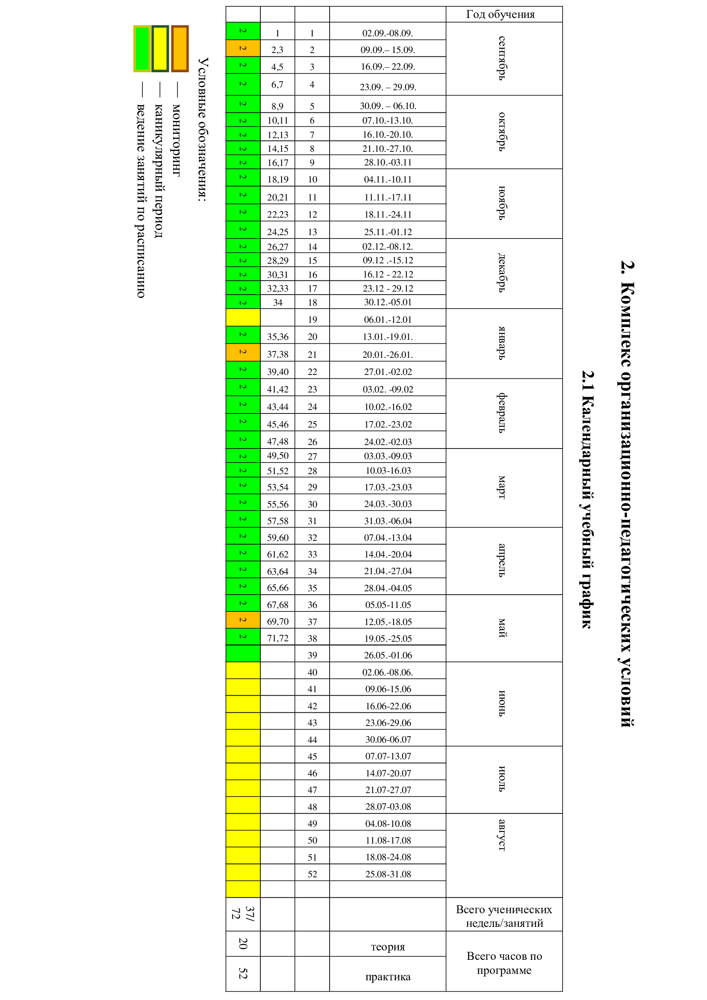 2. Комплекс организационно-педагогических условий
2.1 Календарный учебный график
Год обучения
сентябрь
02.09.-08.09. 1 1 2
09.09.– 15.09. 2 2,3 2
16.09.– 22.09. 3 4,5 2
23.09. – 29.09. 4 6,7 2
октябрь
30.09. – 06.10. 5 8,9 2
07.10.-13.10. 6 10,11 2
16.10.-20.10. 7 12,13 2
21.10.-27.10. 8 14,15 2
28.10.-03.11 9 16,17 2
ноябрь
04.11.-10.11 10 18,19 2
11.11.-17.11 11 20,21 2
18.11.-24.11 12 22,23 2
25.11.-01.12 13 24,25 2
декабрь
02.12.-08.12. 14 26,27 2
09.12 .-15.12 15 28,29 2
16.12 - 22.12 16 30,31 2
23.12 - 29.12 17 32,33 2
30.12.-05.01 18 34 2
январь
06.01.-12.01 19
13.01.-19.01. 20 35,36 2
20.01.-26.01. 21 37,38 2
27.01.-02.02 22 39,40 2
февраль
03.02. -09.02 23 41,42 2
10.02.-16.02 24 43,44 2
17.02.-23.02 25 45,46 2
24.02.-02.03 26 47,48 2
март
03.03.-09.03 27 49,50 2
10.03-16.03 28 51,52 2
17.03.-23.03 29 53,54 2
24.03.-30.03 30 55,56 2
31.03.-06.04 31 57,58 2
апрель
07.04.-13.04 32 59,60 2
14.04.-20.04 33 61,62 2
21.04.-27.04 34 63,64 2
28.04.-04.05 35 65,66 2
май
05.05-11.05 36 67,68 2
12.05.-18.05 37 69,70 2
19.05.-25.05 38 71,72 2
26.05.-01.06 39
июнь
02.06.-08.06. 40
09.06-15.06 41
16.06-22.06 42
23.06-29.06 43
30.06-06.07 44
июль
07.07-13.07 45
14.07-20.07 46
21.07-27.07 47
28.07-03.08 48
август
04.08-10.08 49
11.08-17.08 50
18.08-24.08 51
25.08-31.08 52
Всего ученических
недель/занятий
37/
72
Всего часов по
программе
теория 20
практика 52
Условные обозначения:
— мониторинг
— каникулярный период
— ведение занятий по расписанию